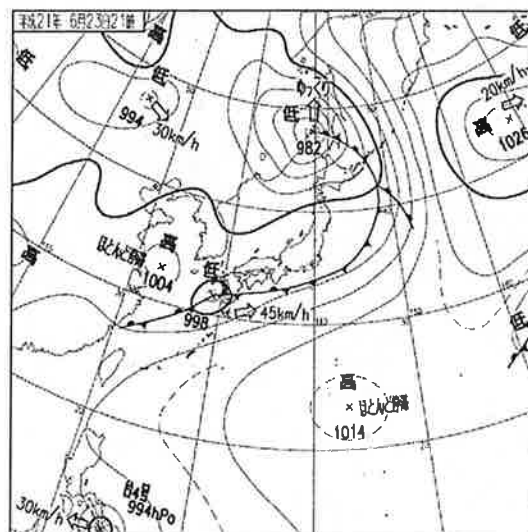 平成21年 6月23日21時
高
低
低
994
30km/h
ゆっくり
低
982
20km/h
高
1026
ほとんど停滞
高
1004
高
低
998
45km/h
低
高
ほとんど停滞
1014
台4号
994hPa
30km/h